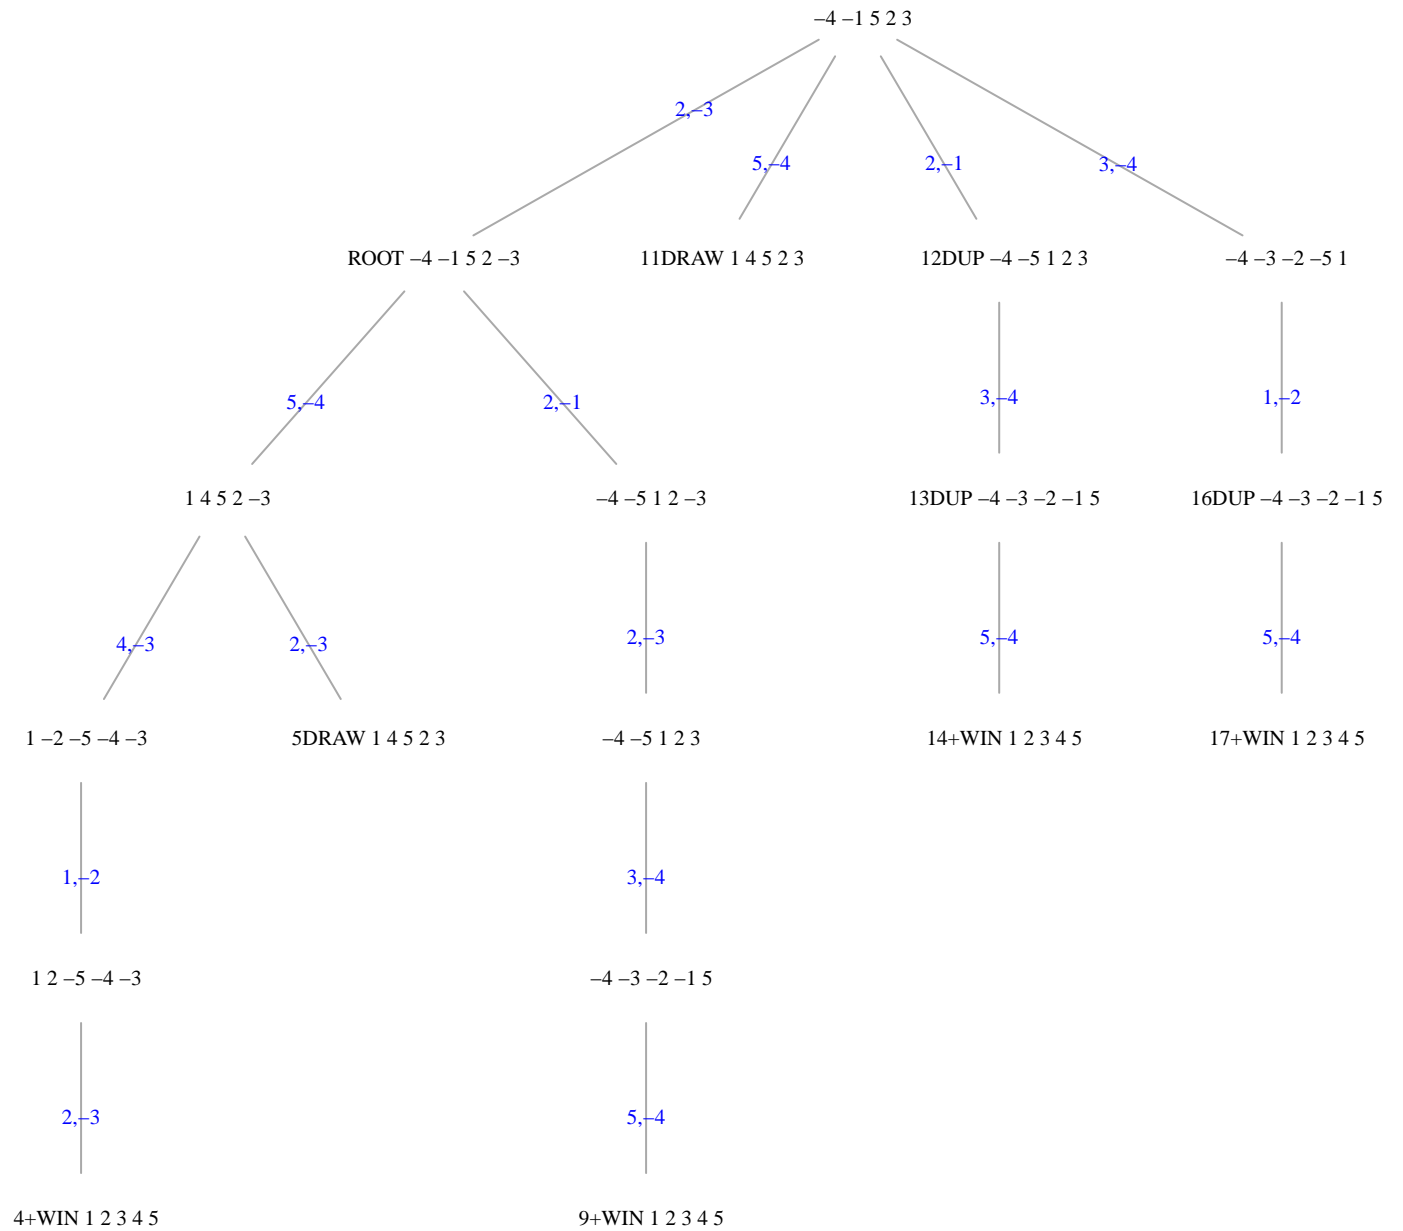 –4 –1 5 2 3
2,–3
5,–4
2,–1
3,–4
ROOT –4 –1 5 2 –3
11DRAW 1 4 5 2 3
12DUP –4 –5 1 2 3
–4 –3 –2 –5 1
5,–4
2,–1
3,–4
1,–2
1 4 5 2 –3
–4 –5 1 2 –3
13DUP –4 –3 –2 –1 5
16DUP –4 –3 –2 –1 5
4,–3
2,–3
2,–3
5,–4
5,–4
1 –2 –5 –4 –3
5DRAW 1 4 5 2 3
–4 –5 1 2 3
14+WIN 1 2 3 4 5
17+WIN 1 2 3 4 5
1,–2
3,–4
1 2 –5 –4 –3
–4 –3 –2 –1 5
2,–3
5,–4
4+WIN 1 2 3 4 5
9+WIN 1 2 3 4 5